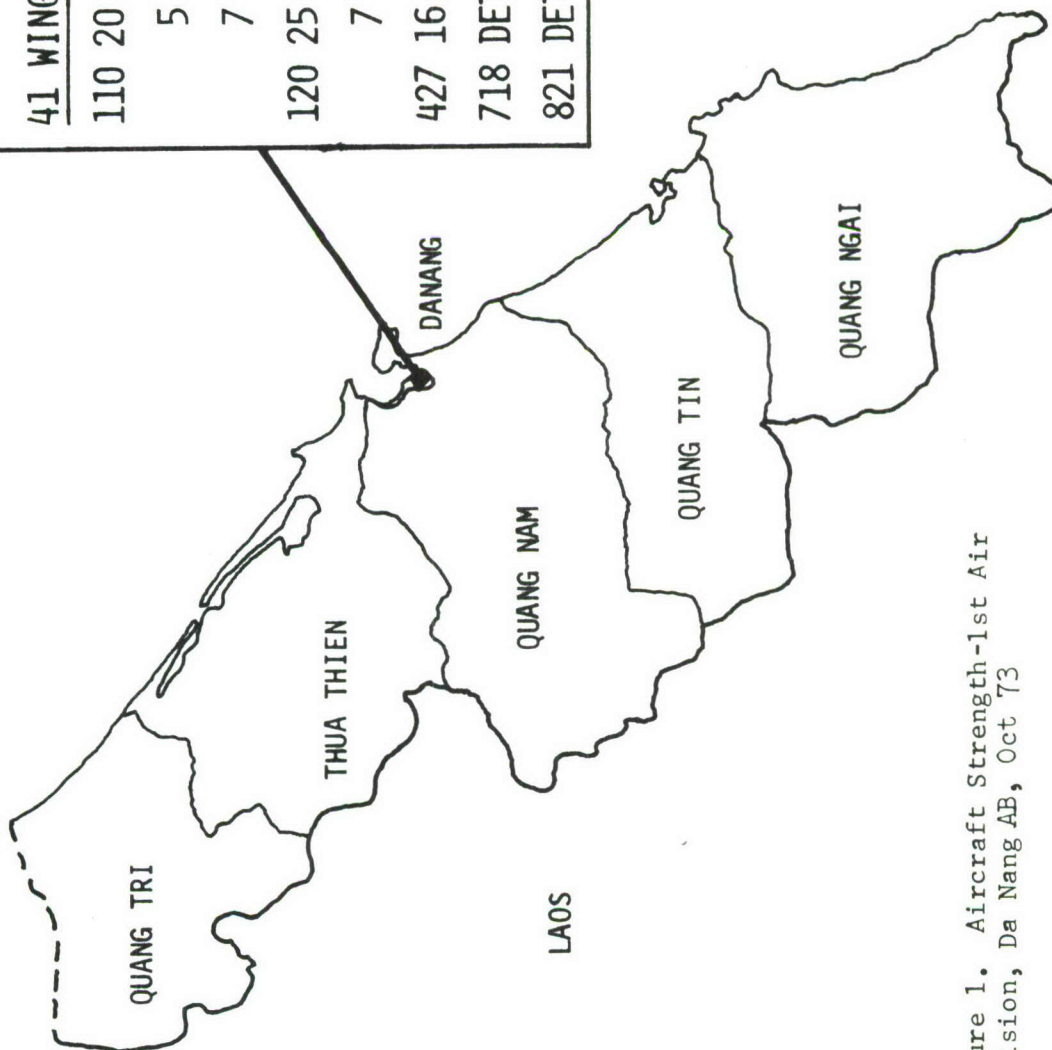 41 WING
110 20
5
7
120 25
7
427 16
718 DET
821 DET
QUANG TRI
THUA THIEN
DANANG
QUANG NAM
LAOS
QUANG TIN
QUANG NGAI
ure 1. Aircraft Strength-1st Air
sion, Da Nang AB, Oct 73